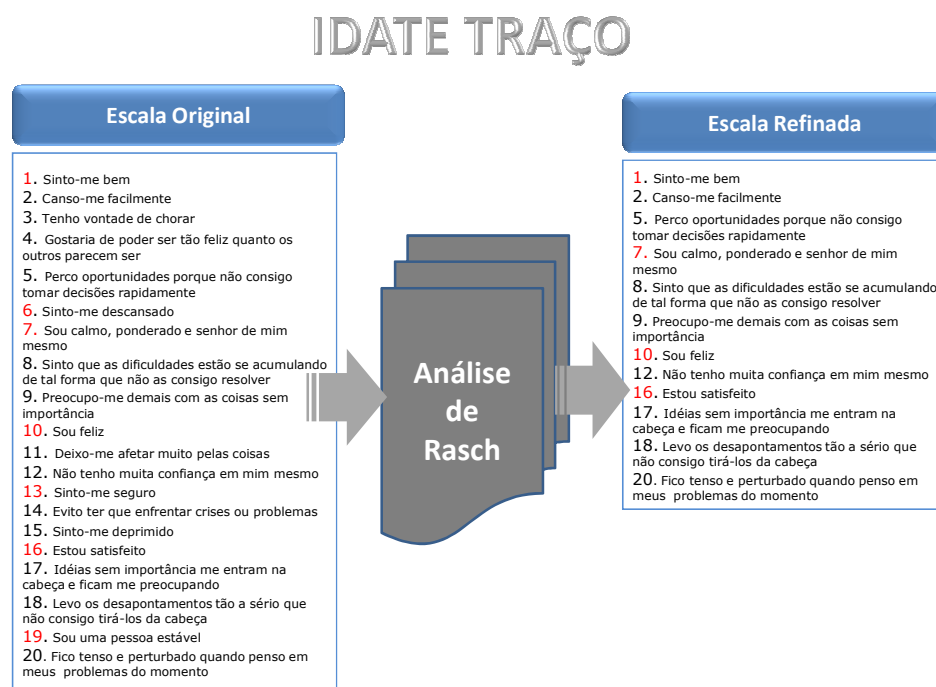 IDATE TRAÇO
Escala Original
1. Sinto-me bem
2. Canso-me facilmente
3. Tenho vontade de chorar
4. Gostaria de poder ser tão feliz quanto os
outros parecem ser
5. Perco oportunidades porque não consigo
tomar decisões rapidamente
6. Sinto-me descansado
7. Sou calmo, ponderado e senhor de mim
mesmo
8. Sinto que as dificuldades estão se acumulando
de tal forma que não as consigo resolver
9. Preocupo-me demais com as coisas sem
importância
10. Sou feliz
11. Deixo-me afetar muito pelas coisas
12. Não tenho muita confiança em mim mesmo
13. Sinto-me seguro
14. Evito ter que enfrentar crises ou problemas
15. Sinto-me deprimido
16. Estou satisfeito
17. Idéias sem importância me entram na
cabeça e ficam me preocupando
18. Levo os desapontamentos tão a sério que
não consigo tirá-los da cabeça
19. Sou uma pessoa estável
20. Fico tenso e perturbado quando penso em
meus problemas do momento
Análise
de
Rasch
Escala Refinada
1. Sinto-me bem
2. Canso-me facilmente
5. Perco oportunidades porque não consigo
tomar decisões rapidamente
7. Sou calmo, ponderado e senhor de mim
mesmo
8. Sinto que as dificuldades estão se acumulando
de tal forma que não as consigo resolver
9. Preocupo-me demais com as coisas sem
importância
10. Sou feliz
12. Não tenho muita confiança em mim mesmo
16. Estou satisfeito
17. Idéias sem importância me entram na
cabeça e ficam me preocupando
18. Levo os desapontamentos tão a sério que
não consigo tirá-los da cabeça
20. Fico tenso e perturbado quando penso em
meus problemas do momento